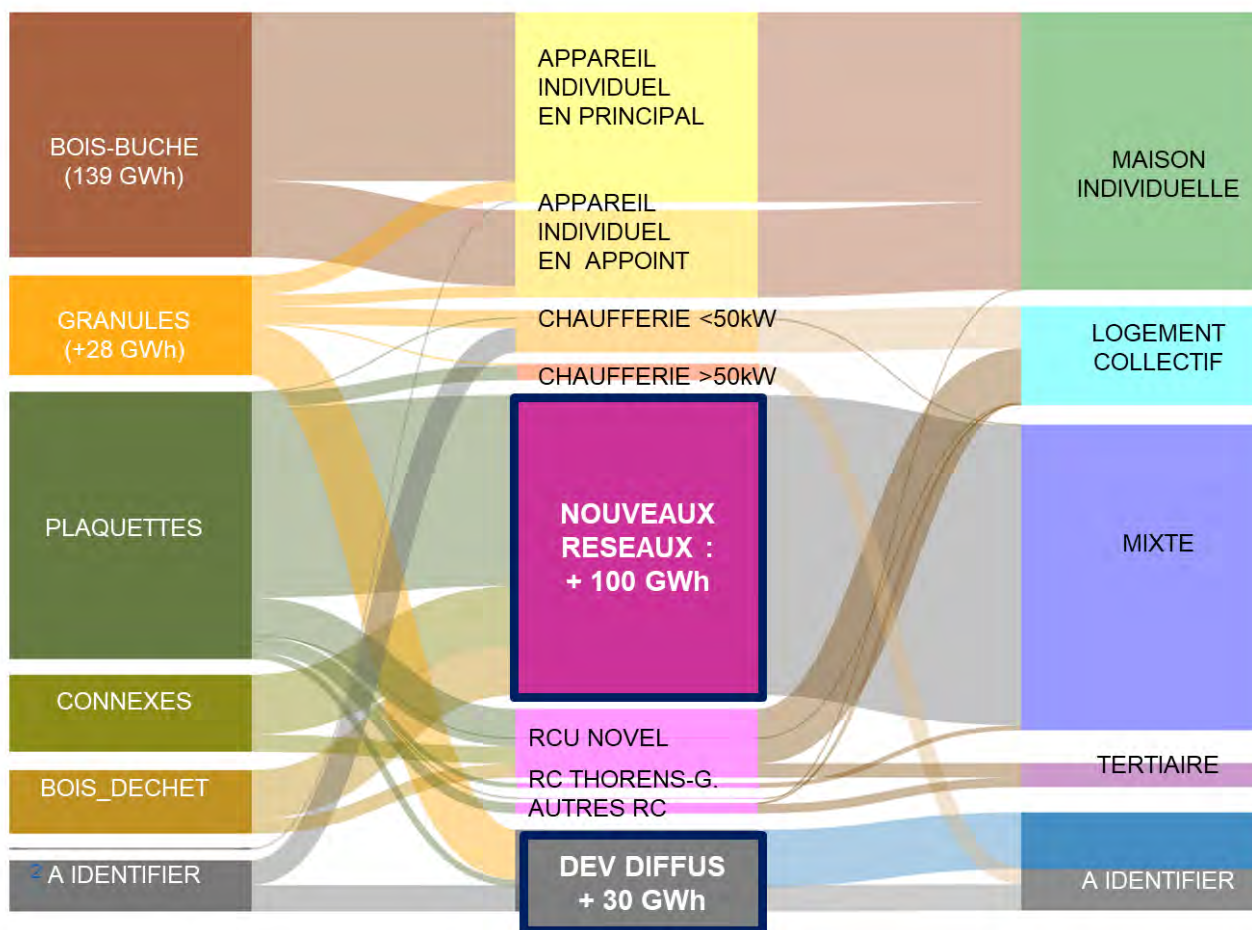 BOIS-BUCHE
(139 GWh)
GRANULES
(+28 GWh)
PLAQUETTES
CONNEXES
BOIS_DECHET
2 A IDENTIFIER
APPAREIL
INDIVIDUEL
EN PRINCIPAL
APPAREIL
INDIVIDUEL
EN APPOINT
CHAUFFERIE <50kW
CHAUFFERIE >50kW
NOUVEAUX
RESEAUX :
+ 100 GWh
RCU NOVEL
RC THORENS-G.
AUTRES RC
DEV DIFFUS
+ 30 GWh
MAISON
INDIVIDUELLE
LOGEMENT
COLLECTIF
MIXTE
TERTIAIRE
A IDENTIFIER